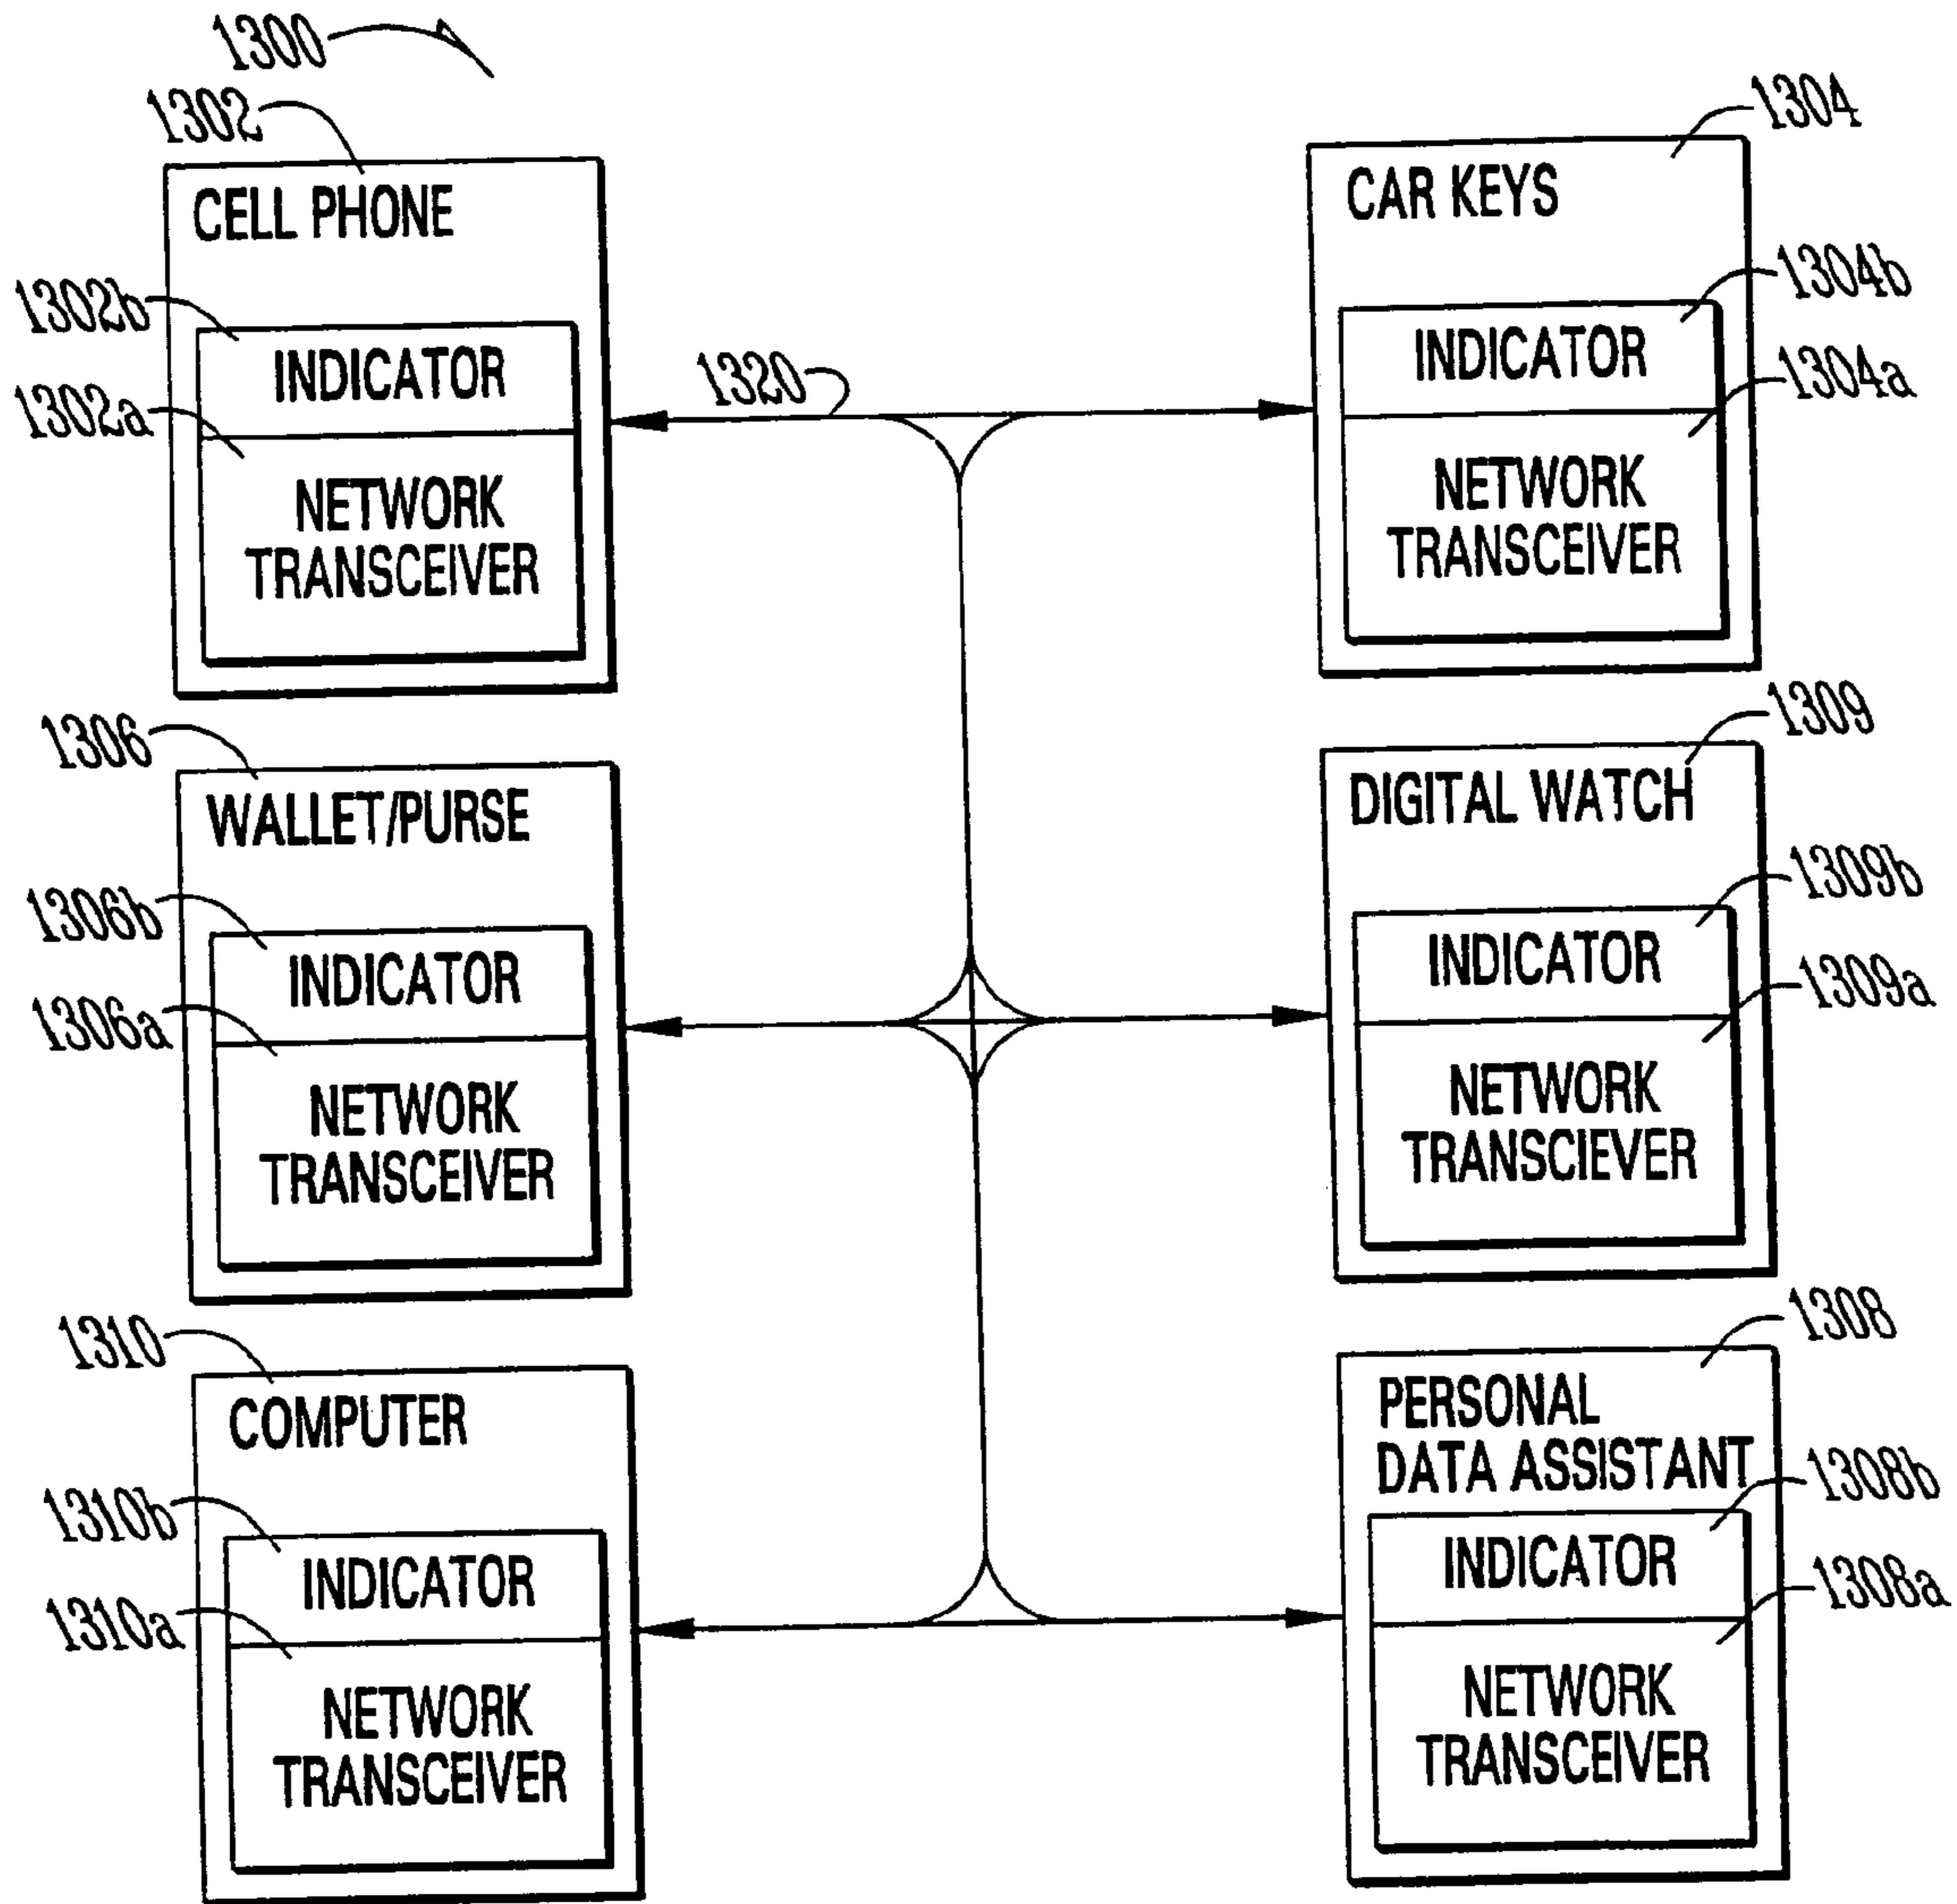 1300
1302
CELL PHONE
1302b
INDICATOR
1302a
NETWORK
TRANSCEIVER
1320
1304
CAR KEYS
1304b
INDICATOR
1304a
NETWORK
TRANSCEIVER
1306
WALLET/PURSE
1306b
INDICATOR
1306a
NETWORK
TRANSCEIVER
1309
DIGITAL WATCH
1309b
INDICATOR
1309a
NETWORK
TRANSCIEVER
1310
COMPUTER
1310b
INDICATOR
1310a
NETWORK
TRANSCEIVER
1308
PERSONAL
DATA ASSISTANT
1308b
INDICATOR
1308a
NETWORK
TRANSCEIVER